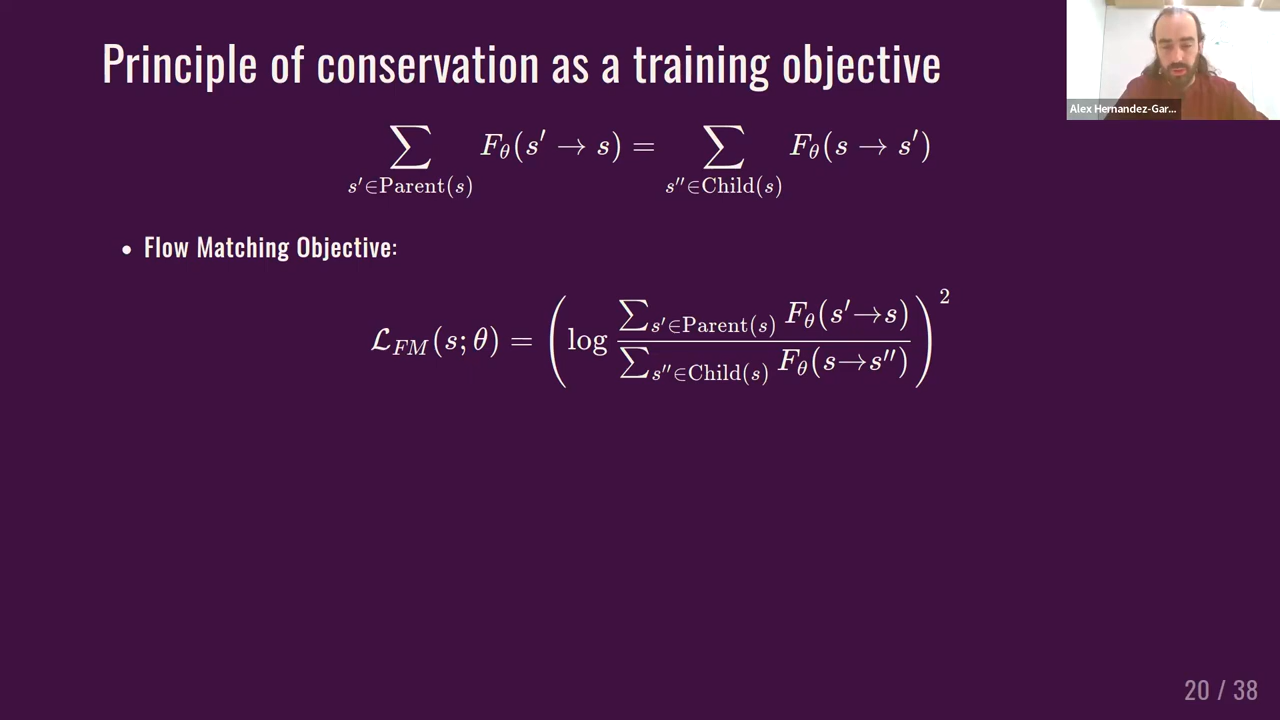 Principle of conservation as a training objective
Alex Hernandez-Gar...
∑_{s′∈Parent(s)} F_θ(s′ → s) = ∑_{s″∈Child(s)} F_θ(s → s′)
• Flow Matching Objective:
ℒ_{FM}(s; θ) = (log (∑_{s′∈Parent(s)} F_θ(s′→s)) / (∑_{s″∈Child(s)} F_θ(s→s″)))²
20 / 38